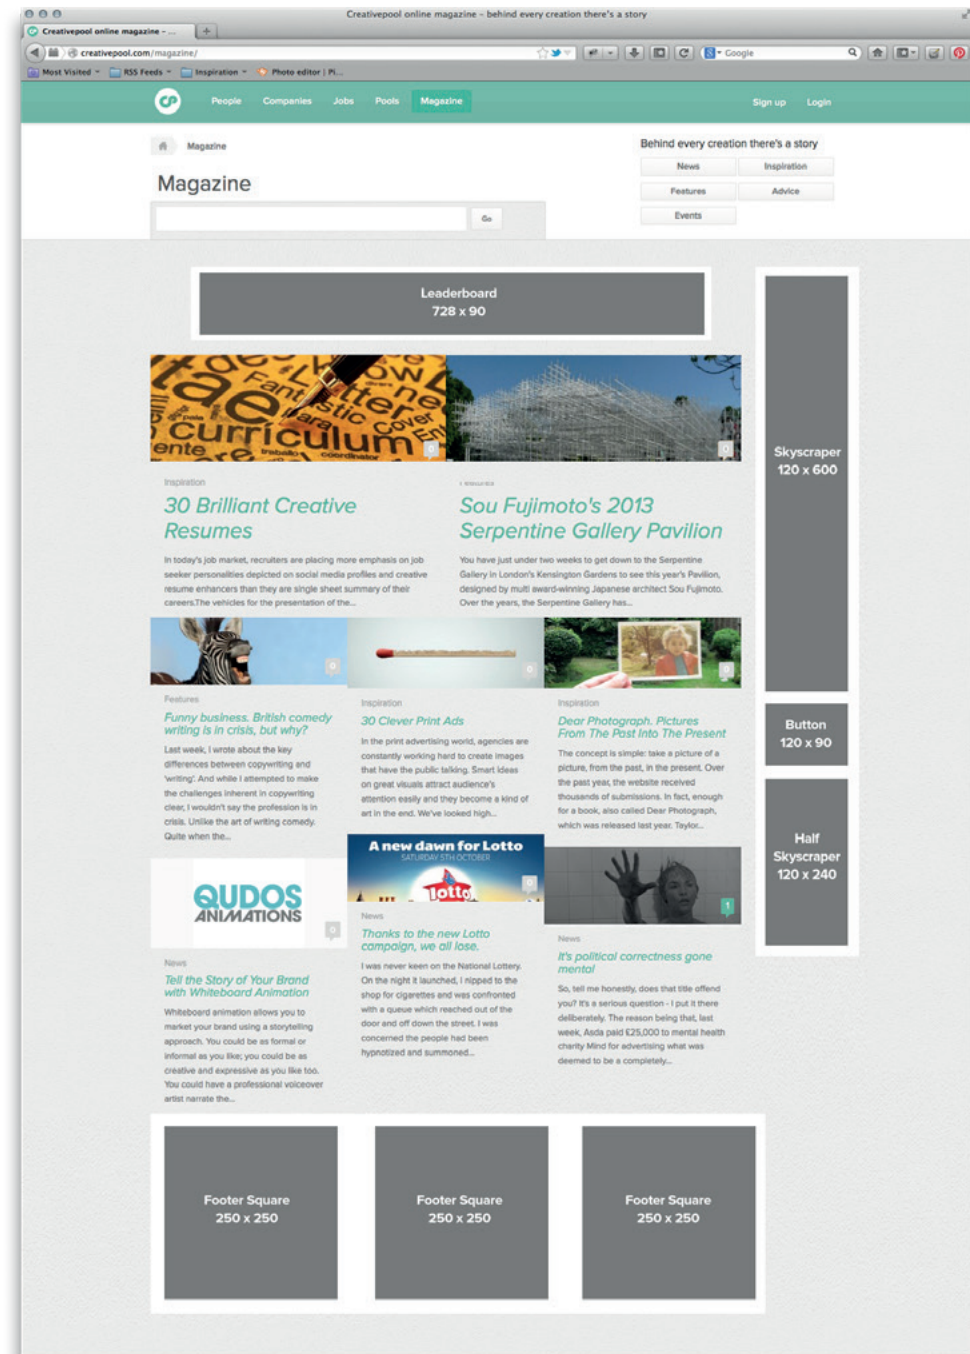 Creativepool online magazine – behind every creation there's a story
Creativepool online magazine – ...
creativepool.com/magazine/
Google
Most Visited
RSS Feeds
Inspiration
Photo editor | Pi...
CP
People
Companies
Jobs
Pools
Magazine
Sign up
Login
Magazine
Behind every creation there's a story
News
Inspiration
Features
Advice
Events
Magazine
Go
Leaderboard
728 x 90
Skyscraper
120 x 600
Fantastic
Letter
Cover
tae
curriculum
ente
trabalho
coordinator
0
0
Inspiration
30 Brilliant Creative
Resumes
In today's job market, recruiters are placing more emphasis on job
seeker personalities depicted on social media profiles and creative
resume enhancers than they are single sheet summary of their
careers.The vehicles for the presentation of the...
Features
Sou Fujimoto's 2013
Serpentine Gallery Pavilion
You have just under two weeks to get down to the Serpentine
Gallery in London's Kensington Gardens to see this year's Pavilion,
designed by multi award-winning Japanese architect Sou Fujimoto.
Over the years, the Serpentine Gallery has...
0
0
0
Features
Funny business. British comedy
writing is in crisis, but why?
Last week, I wrote about the key
differences between copywriting and
'writing'. And while I attempted to make
the challenges inherent in copywriting
clear, I wouldn't say the profession is in
crisis. Unlike the art of writing comedy.
Quite when the...
Inspiration
30 Clever Print Ads
In the print advertising world, agencies are
constantly working hard to create images
that have the public talking. Smart ideas
on great visuals attract audience's
attention easily and they become a kind of
art in the end. We've looked high...
Inspiration
Dear Photograph. Pictures
From The Past Into The Present
The concept is simple: take a picture of a
picture, from the past, in the present. Over
the past year, the website received
thousands of submissions. In fact, enough
for a book, also called Dear Photograph,
which was released last year. Taylor...
Button
120 x 90
Half
Skyscraper
120 x 240
QUDOS
ANIMATIONS
0
News
Tell the Story of Your Brand
with Whiteboard Animation
Whiteboard animation allows you to
market your brand using a storytelling
approach. You could be as formal or
informal as you like; you could be as
creative and expressive as you like too.
You could have a professional voiceover
artist narrate the...
A new dawn for Lotto
SATURDAY 5TH OCTOBER
lotto
0
News
Thanks to the new Lotto
campaign, we all lose.
I was never keen on the National Lottery.
On the night it launched, I nipped to the
shop for cigarettes and was confronted
with a queue which reached out of the
door and off down the street. I was
concerned the people had been
hypnotized and summoned...
1
News
It's political correctness gone
mental
So, tell me honestly, does that title offend
you? It's a serious question - I put it there
deliberately. The reason being that, last
week, Asda paid £25,000 to mental health
charity Mind for advertising what was
deemed to be a completely...
Footer Square
250 x 250
Footer Square
250 x 250
Footer Square
250 x 250